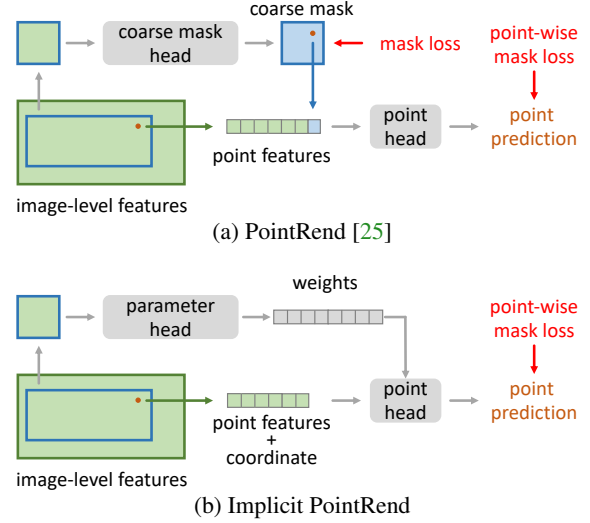 coarse mask
coarse mask
head
mask loss
point-wise
mask loss
point features
point
head
point
prediction
image-level features
(a) PointRend [25]
weights
parameter
head
point-wise
mask loss
point features
+
coordinate
point
head
point
prediction
image-level features
(b) Implicit PointRend